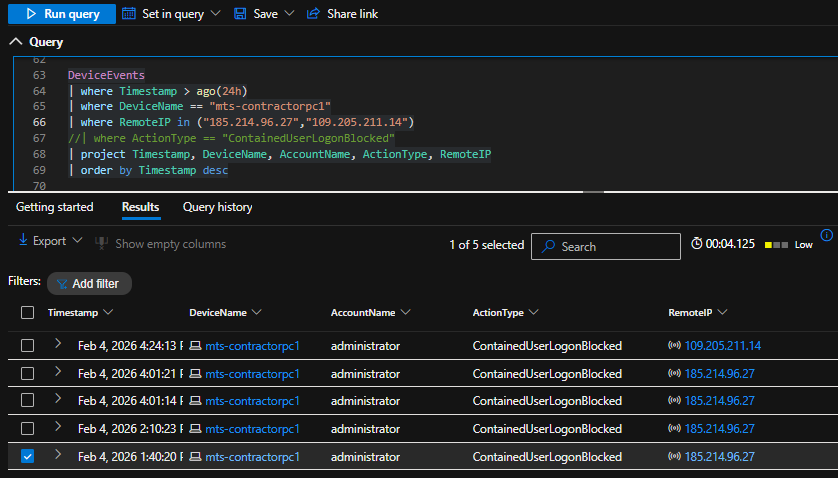 Run query Set in query Save Share link
Query
62
63 DeviceEvents
64 | where Timestamp > ago(24h)
65 | where DeviceName == "mts-contractorpc1"
66 | where RemoteIP in ("185.214.96.27","109.205.211.14")
67 //| where ActionType == "ContainedUserLogonBlocked"
68 | project Timestamp, DeviceName, AccountName, ActionType, RemoteIP
69 | order by Timestamp desc
70
Getting started Results Query history
Export Show empty columns 1 of 5 selected Search 00:04.125 Low
Filters: Add filter
Timestamp DeviceName AccountName ActionType RemoteIP
Feb 4, 2026 4:24:13 P mts-contractorpc1 administrator ContainedUserLogonBlocked 109.205.211.14
Feb 4, 2026 4:01:21 P mts-contractorpc1 administrator ContainedUserLogonBlocked 185.214.96.27
Feb 4, 2026 4:01:14 P mts-contractorpc1 administrator ContainedUserLogonBlocked 185.214.96.27
Feb 4, 2026 2:10:23 P mts-contractorpc1 administrator ContainedUserLogonBlocked 185.214.96.27
Feb 4, 2026 1:40:20 P mts-contractorpc1 administrator ContainedUserLogonBlocked 185.214.96.27